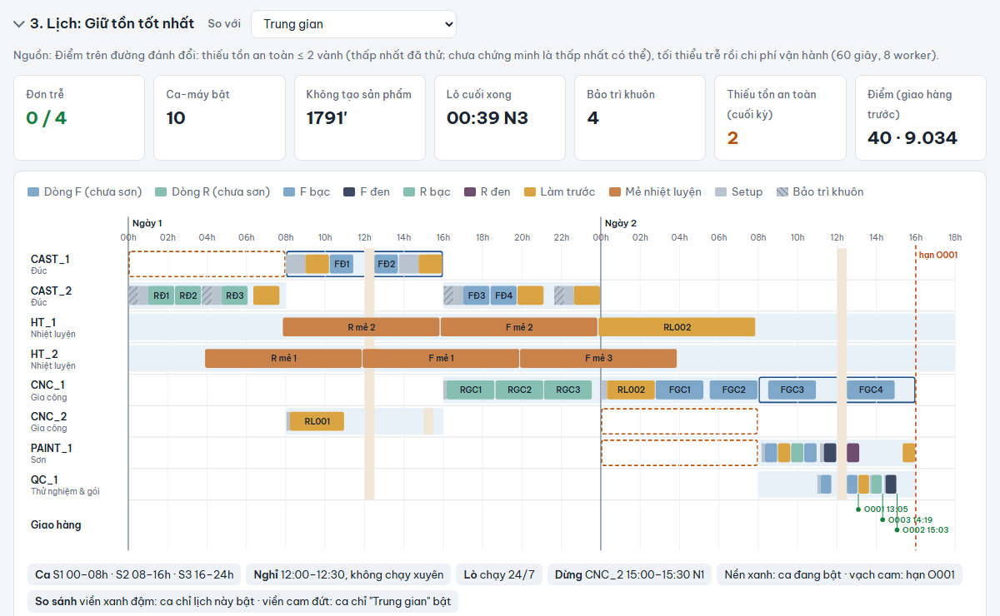 3. Lịch: Giữ tồn tốt nhất So với Trung gian
Nguồn: Điểm trên đường đánh đổi: thiếu tồn an toàn ≤ 2 vành (thấp nhất đã thử; chưa chứng minh là thấp nhất có thể), tối thiểu trễ rồi chi phí vận hành (60 giây, 8 worker).
Đơn trễ
0 / 4
Ca-máy bật
10
Không tạo sản phẩm
1791′
Lô cuối xong
00:39 N3
Bảo trì khuôn
4
Thiếu tồn an toàn
(cuối kỳ)
2
Điểm (giao hàng
trước)
40 · 9.034
Dòng F (chưa sơn) Dòng R (chưa sơn) F bạc F đen R bạc R đen Làm trước Mẻ nhiệt luyện Setup Bảo trì khuôn
Ngày 1 Ngày 2
00h 02h 04h 06h 08h 10h 12h 14h 16h 18h 20h 22h 00h 02h 04h 06h 08h 10h 12h 14h 16h 18h
hạn O001
CAST_1
Đúc
FĐ1 FĐ2
CAST_2
Đúc
RĐ1 RĐ2 RĐ3 FĐ3 FĐ4
HT_1
Nhiệt luyện
R mẻ 2 F mẻ 2 RL002
HT_2
Nhiệt luyện
R mẻ 1 F mẻ 1 F mẻ 3
CNC_1
Gia công
RGC1 RGC2 RGC3 RL002 FGC1 FGC2 FGC3 FGC4
CNC_2
Gia công
RL001
PAINT_1
Sơn
QC_1
Thử nghiệm & gói
Giao hàng
O001 13:05
O003 14:19
O002 15:03
Ca S1 00–08h · S2 08–16h · S3 16–24h Nghỉ 12:00–12:30, không chạy xuyên Lò chạy 24/7 Dừng CNC_2 15:00–15:30 N1 Nền xanh: ca đang bật · vạch cam: hạn O001
So sánh viền xanh đậm: ca chỉ lịch này bật · viền cam đứt: ca chỉ "Trung gian" bật